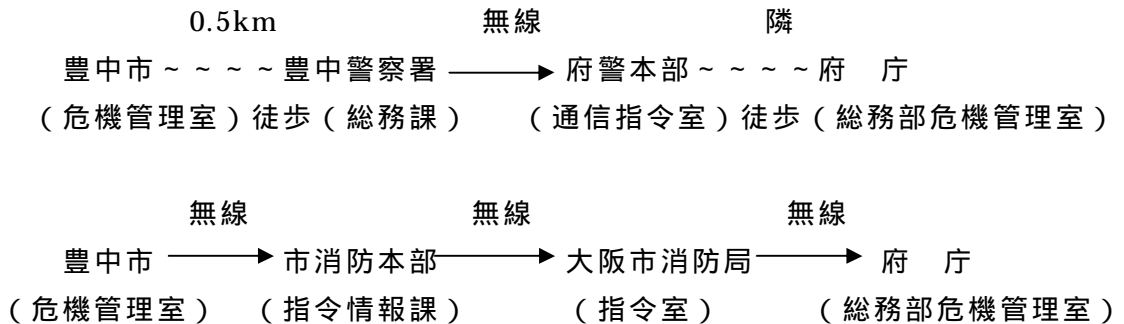 0.5km 無線 隣
豊中市～～～～豊中警察署 → 府警本部～～～～府 庁
（危機管理室）徒歩（総務課） （通信指令室）徒歩（総務部危機管理室）
無線 無線 無線
豊中市 → 市消防本部 → 大阪市消防局 → 府 庁
（危機管理室） （指令情報課） （指令室） （総務部危機管理室）